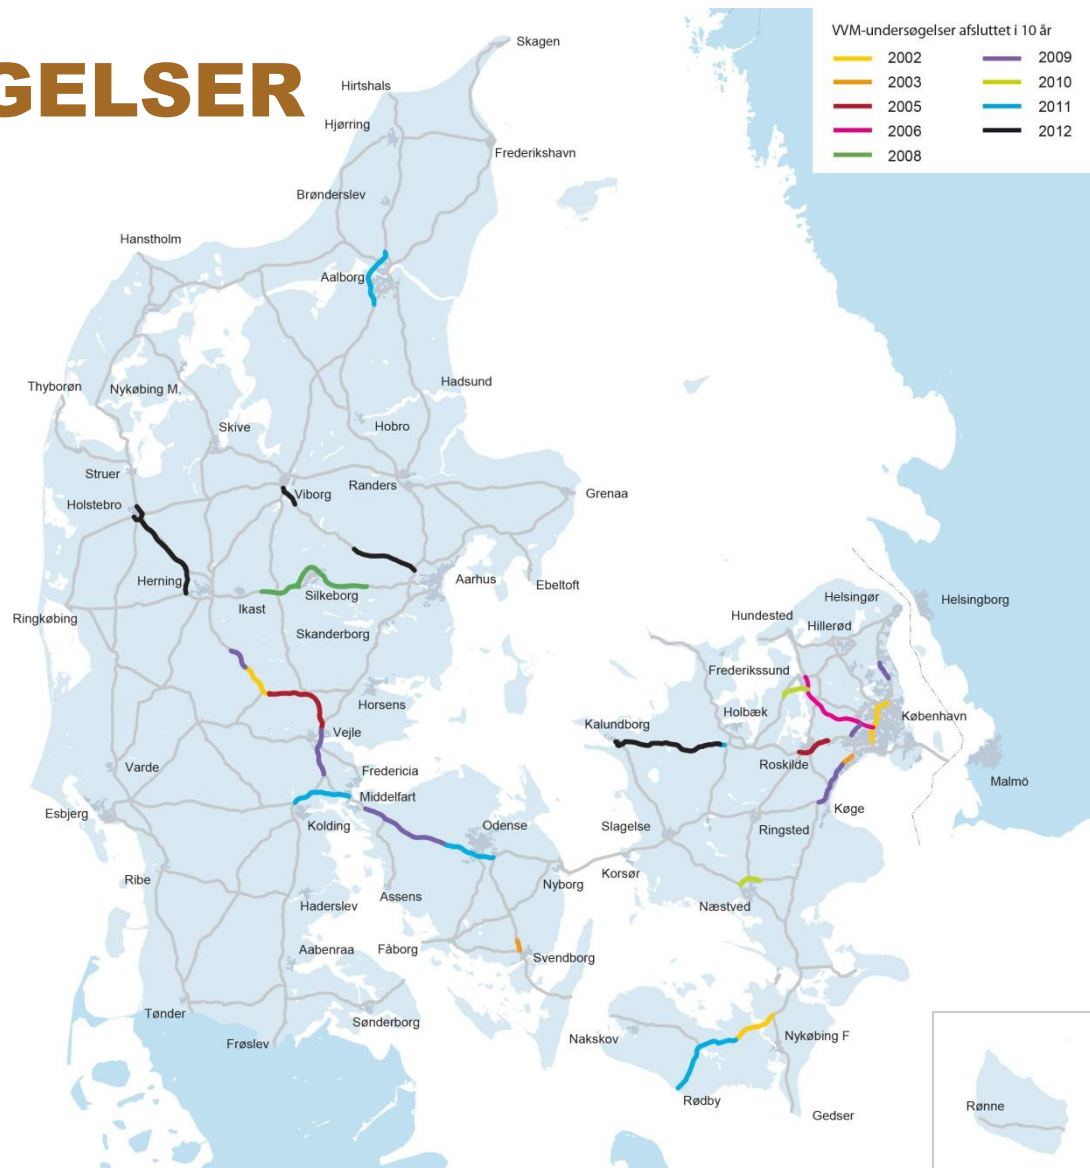 GELSER
VVM-undersøgelser afsluttet i 10 år
2002
2003
2005
2006
2008
2009
2010
2011
2012
Skagen
Hirtshals
Hjørring
Frederikshavn
Brønderslev
Hanstholm
Aalborg
Thyborøn
Nykøbing M.
Hadsund
Skive
Hobro
Struer
Viborg
Randers
Grenaa
Holstebro
Herning
Ikast
Silkeborg
Aarhus
Ebeltoft
Ringkøbing
Skanderborg
Helsingør
Helsingborg
Hundested
Hillerød
Frederikssund
Horsens
Holbæk
København
Kalundborg
Vejle
Roskilde
Varde
Fredericia
Malmö
Middelfart
Esbjerg
Kolding
Odense
Slagelse
Køge
Ringsted
Ribe
Nyborg
Korsør
Assens
Haderslev
Næstved
Aabenraa
Fåborg
Svendborg
Tønder
Sønderborg
Frøslev
Nakskov
Nykøbing F
Rødby
Gedser
Rønne